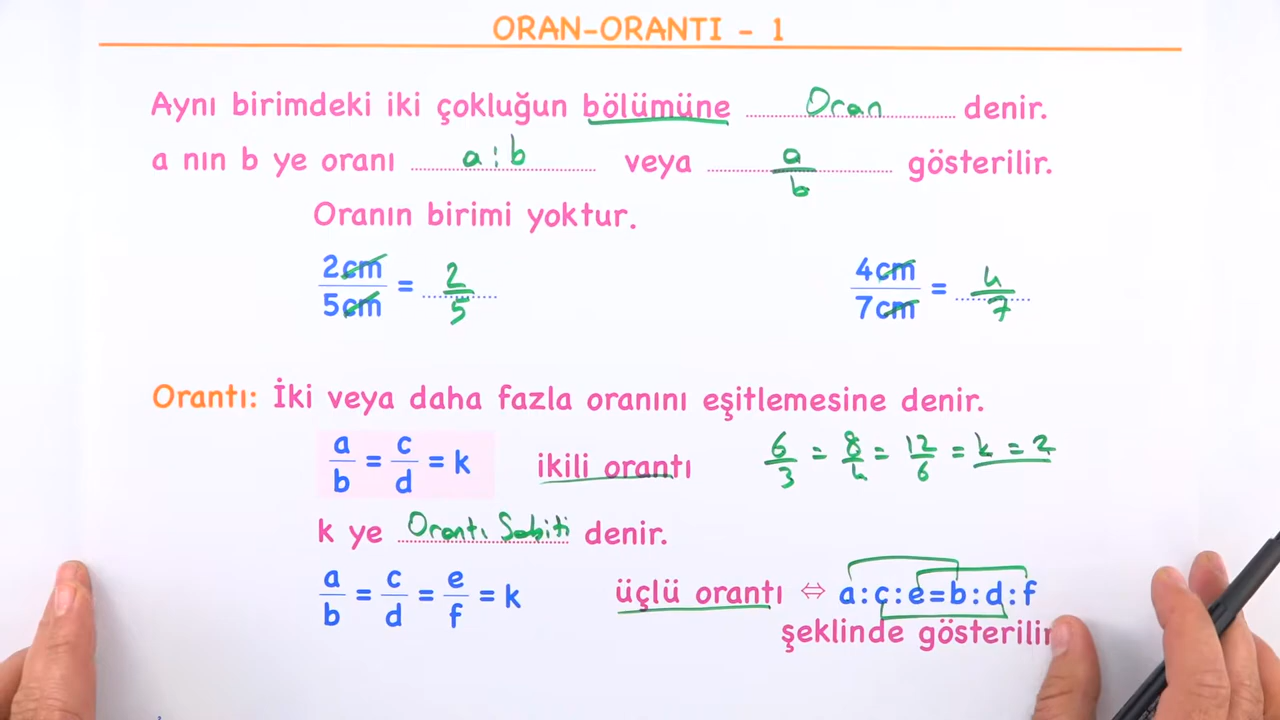 ORAN-ORANTI - 1
Aynı birimdeki iki çokluğun bölümüne Oran denir.
a nın b ye oranı a : b veya a/b gösterilir.
Oranın birimi yoktur.
2cm/5cm = 2/5 4cm/7cm = 4/7
Orantı: İki veya daha fazla oranını eşitlemesine denir.
a/b = c/d = k ikili orantı 6/3 = 8/4 = 12/6 = k = 2
k ye Orantı Sabiti denir.
a/b = c/d = e/f = k üçlü orantı ⇔ a:c:e=b:d:f
şeklinde gösterilir